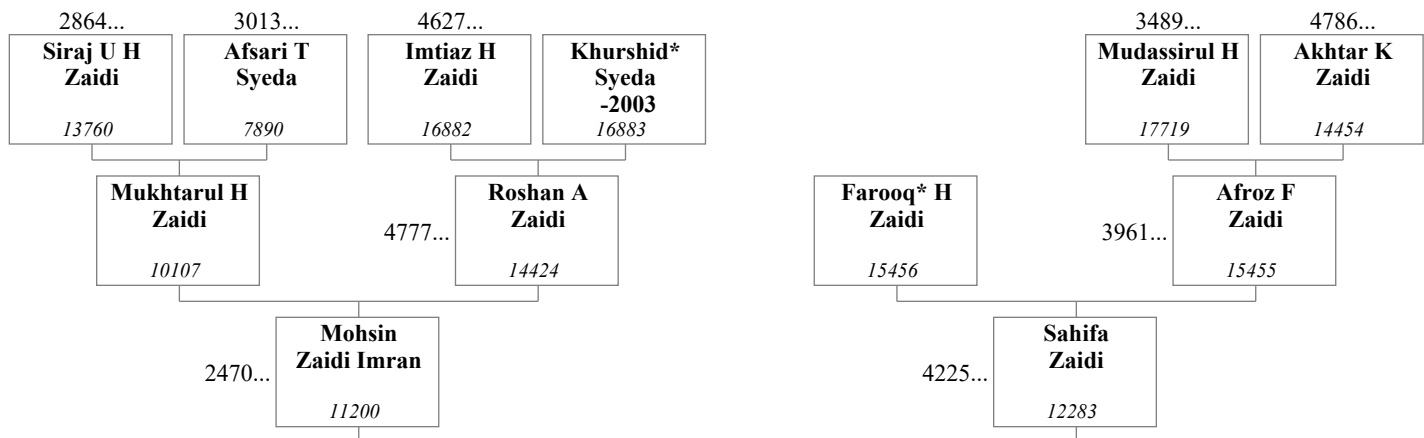 2864...
3013...
4627...
3489...
4786...
Siraj U H
Zaidi
13760
Afsari T
Syeda
7890
Imtiaz H
Zaidi
16882
Khurshid*
Syeda
-2003
16883
Mudassirul H
Zaidi
17719
Akhtar K
Zaidi
14454
Mukhtarul H
Zaidi
10107
4777...
Roshan A
Zaidi
14424
Farooq* H
Zaidi
15456
3961...
Afroz F
Zaidi
15455
2470...
Mohsin
Zaidi Imran
11200
4225...
Sahifa
Zaidi
12283